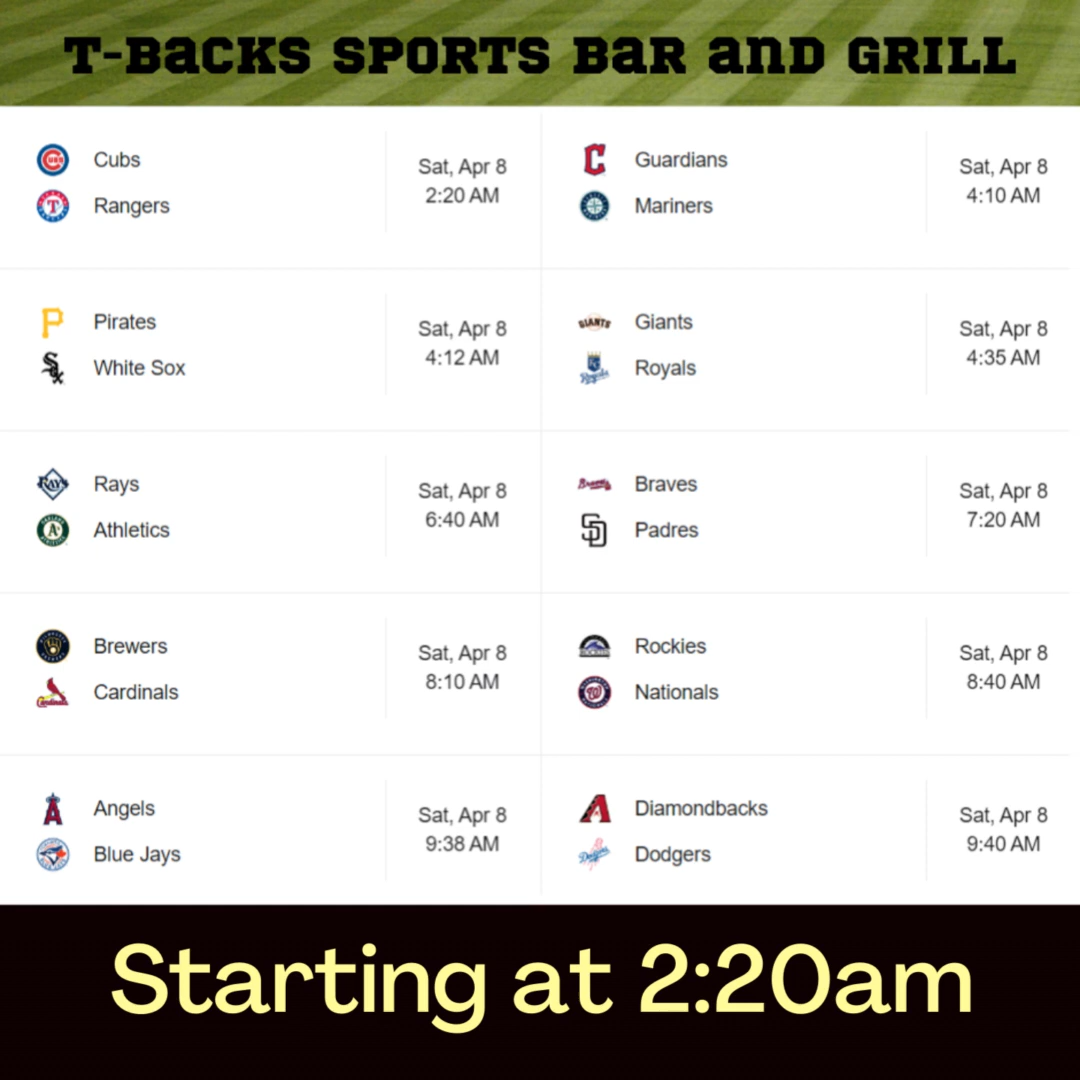 T-BACKS SPORTS BAR AND GRILL
Cubs
Rangers
Sat, Apr 8
2:20 AM
Guardians
Mariners
Sat, Apr 8
4:10 AM
Pirates
White Sox
Sat, Apr 8
4:12 AM
GIANTS
Giants
Royals
Sat, Apr 8
4:35 AM
Rays
Athletics
Sat, Apr 8
6:40 AM
Braves
Padres
Sat, Apr 8
7:20 AM
Brewers
Cardinals
Sat, Apr 8
8:10 AM
Rockies
Nationals
Sat, Apr 8
8:40 AM
Angels
Blue Jays
Sat, Apr 8
9:38 AM
Diamondbacks
Dodgers
Sat, Apr 8
9:40 AM
Starting at 2:20am